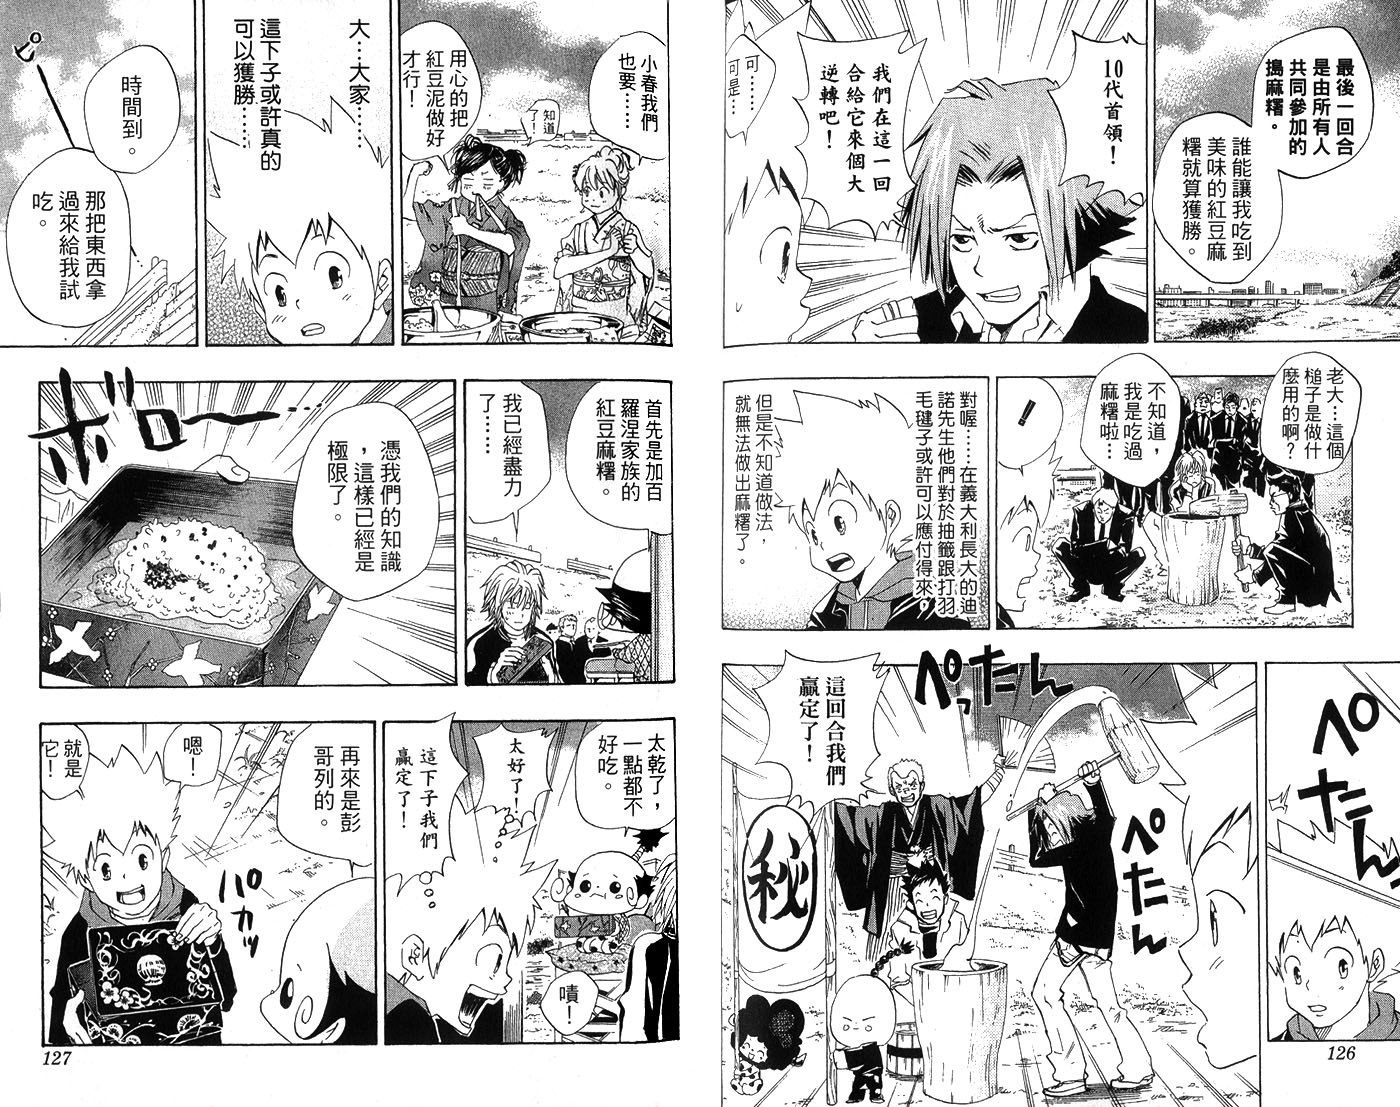 最後一回合
是由所有人
共同參加的
搗麻糬。
誰能讓我吃到
美味的紅豆麻
糬就算獲勝。
10代首領！
我們在這一回
合給它來個大
逆轉吧！
可…
可是…
老大…這個
槌子是做什
麼用的啊？
不知道，
我是吃過
麻糬啦…
！
對喔……在義大利長大的迪
諾先生他們對於抽籤跟打羽
毛毽子或許可以應付得來，
但是不知道做法，
就無法做出麻糬了。
ぺったん
ぺたん
這回合我們
贏定了！
ぺったん
ぺたん
秘
126
小春我們
也要……
知道
了！
用心的把
紅豆泥做好
才行！
大…大家…
這下子或許真的
可以獲勝……
ピーッ
時間到。
那把東西拿
過來給我試
吃。
首先是加百
羅涅家族的
紅豆麻糬。
我已經盡力
了……
憑我們的知識
，這樣已經是
極限了。
ボロ～
太乾了，
一點都不
好吃。
嘖！
太好了！
這下子我們
贏定了！
再來是彭
哥列的。
嗯！
就是
它！
パカッ
127